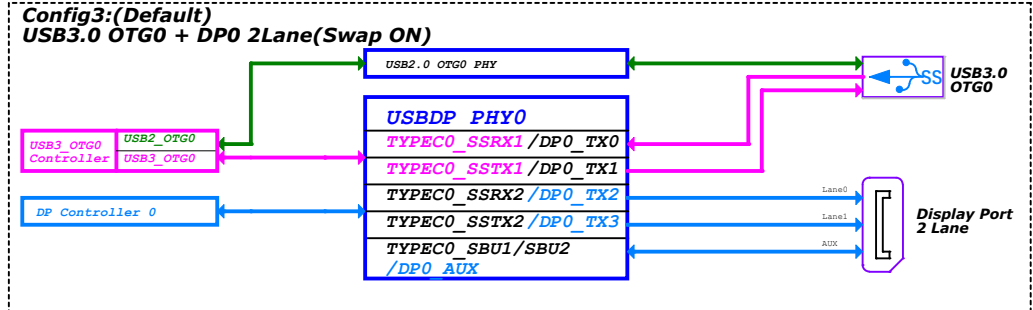 Config3:(Default)
USB3.0 OTG0 + DP0 2Lane(Swap ON)
USB2.0 OTG0 PHY
SS
USB3.0
OTG0
USBDP PHY0
USB3_OTG0
Controller
USB2_OTG0
USB3_OTG0
TYPEC0_SSRX1/DP0_TX0
TYPEC0_SSTX1/DP0_TX1
TYPEC0_SSRX2/DP0_TX2
TYPEC0_SSTX2/DP0_TX3
TYPEC0_SBU1/SBU2
/DP0_AUX
DP Controller 0
Lane0
Lane1
AUX
Display Port
2 Lane